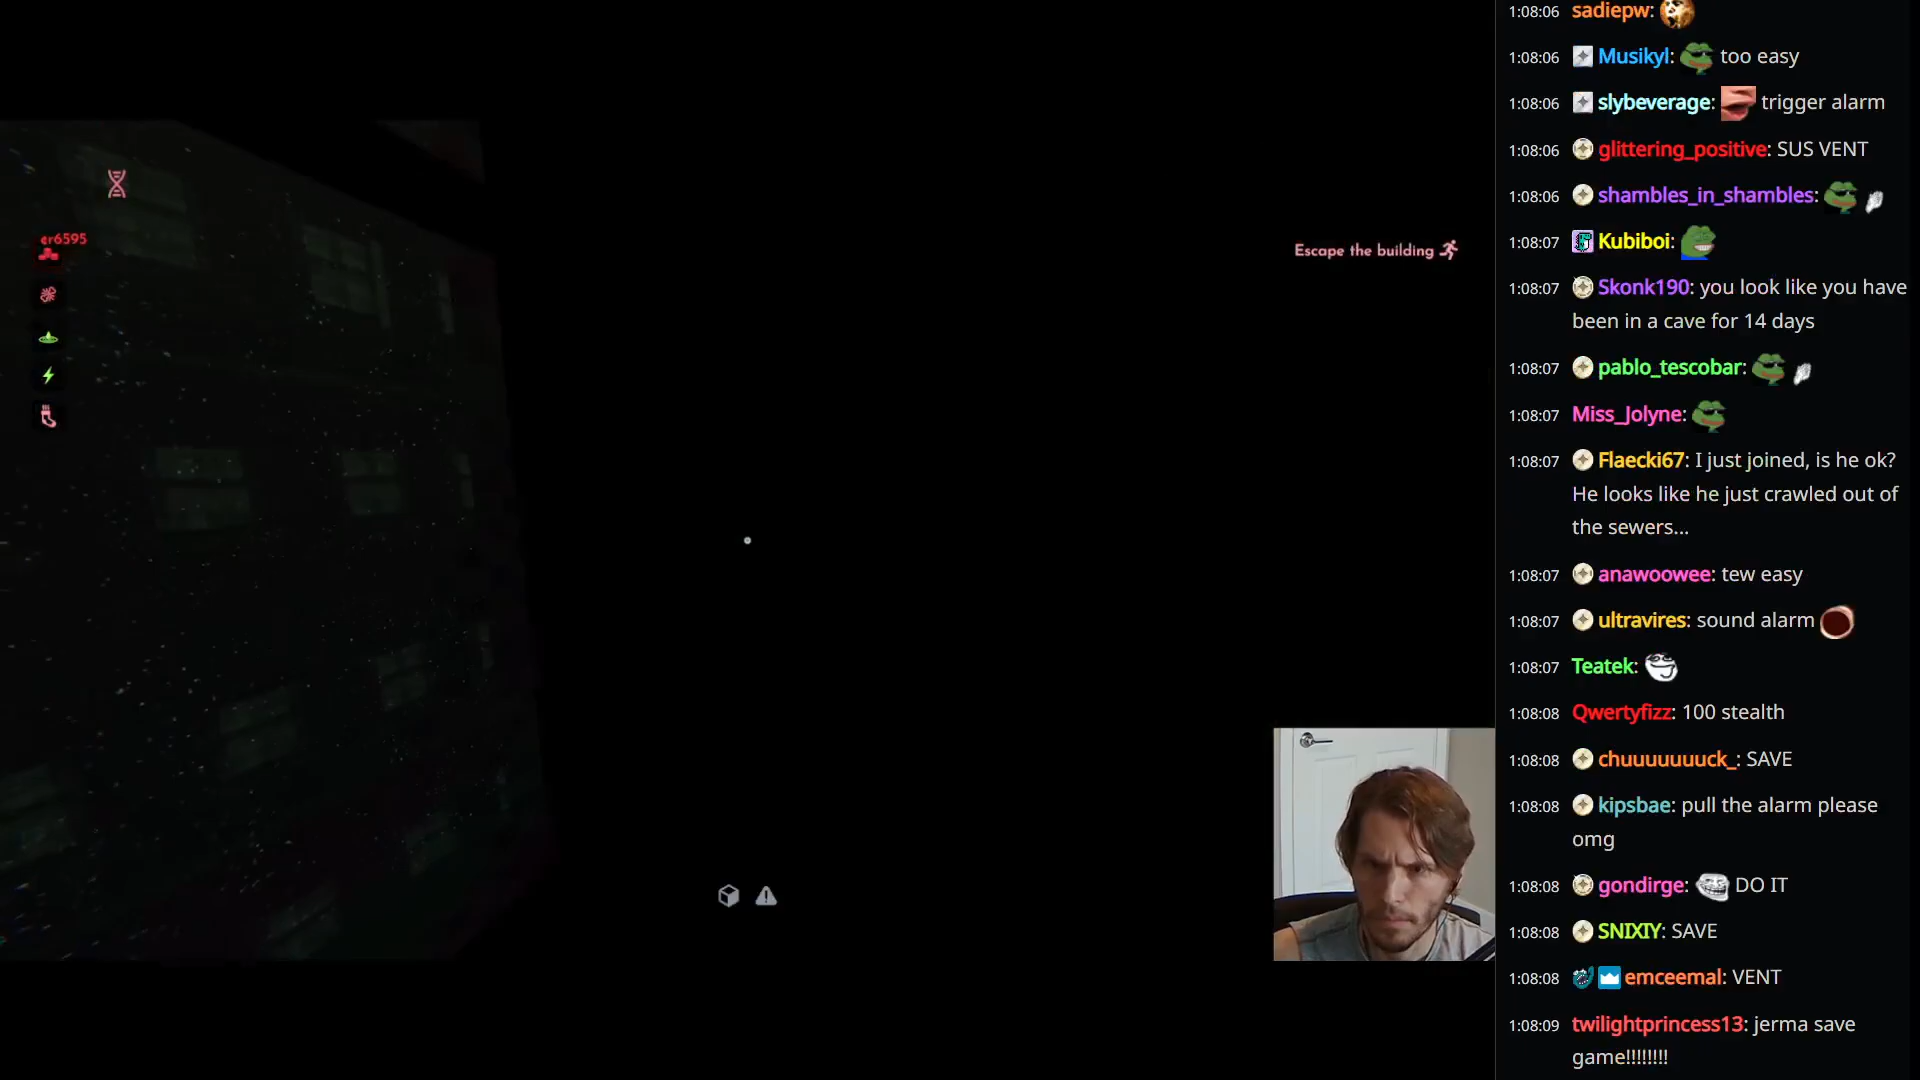 er6595
Escape the building
1:08:06 sadiepw:
1:08:06 Musikyl: too easy
1:08:06 slybeverage: trigger alarm
1:08:06 glittering_positive: SUS VENT
1:08:06 shambles_in_shambles:
1:08:07 Kubiboi:
1:08:07 Skonk190: you look like you have
been in a cave for 14 days
1:08:07 pablo_tescobar:
1:08:07 Miss_Jolyne:
1:08:07 Flaecki67: I just joined, is he ok?
He looks like he just crawled out of
the sewers...
1:08:07 anawoowee: tew easy
1:08:07 ultravires: sound alarm
1:08:07 Teatek:
1:08:08 Qwertyfizz: 100 stealth
1:08:08 chuuuuuuuck_: SAVE
1:08:08 kipsbae: pull the alarm please
omg
1:08:08 gondirge: DO IT
1:08:08 SNIXIY: SAVE
1:08:08 emceemal: VENT
1:08:09 twilightprincess13: jerma save
game!!!!!!!!